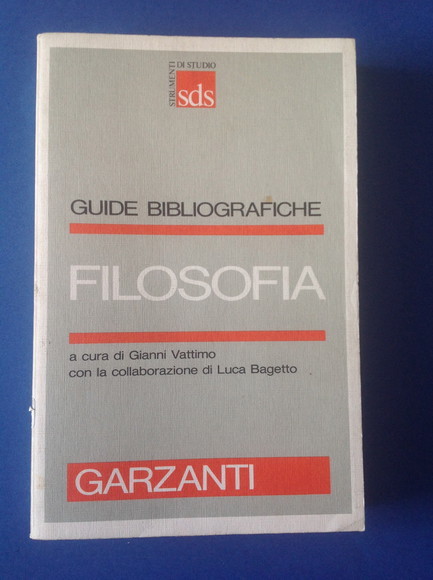 STRUMENTI
DI STUDIO
sds
GUIDE BIBLIOGRAFICHE
FILOSOFIA
a cura di Gianni Vattimo
con la collaborazione di Luca Bagetto
GARZANTI